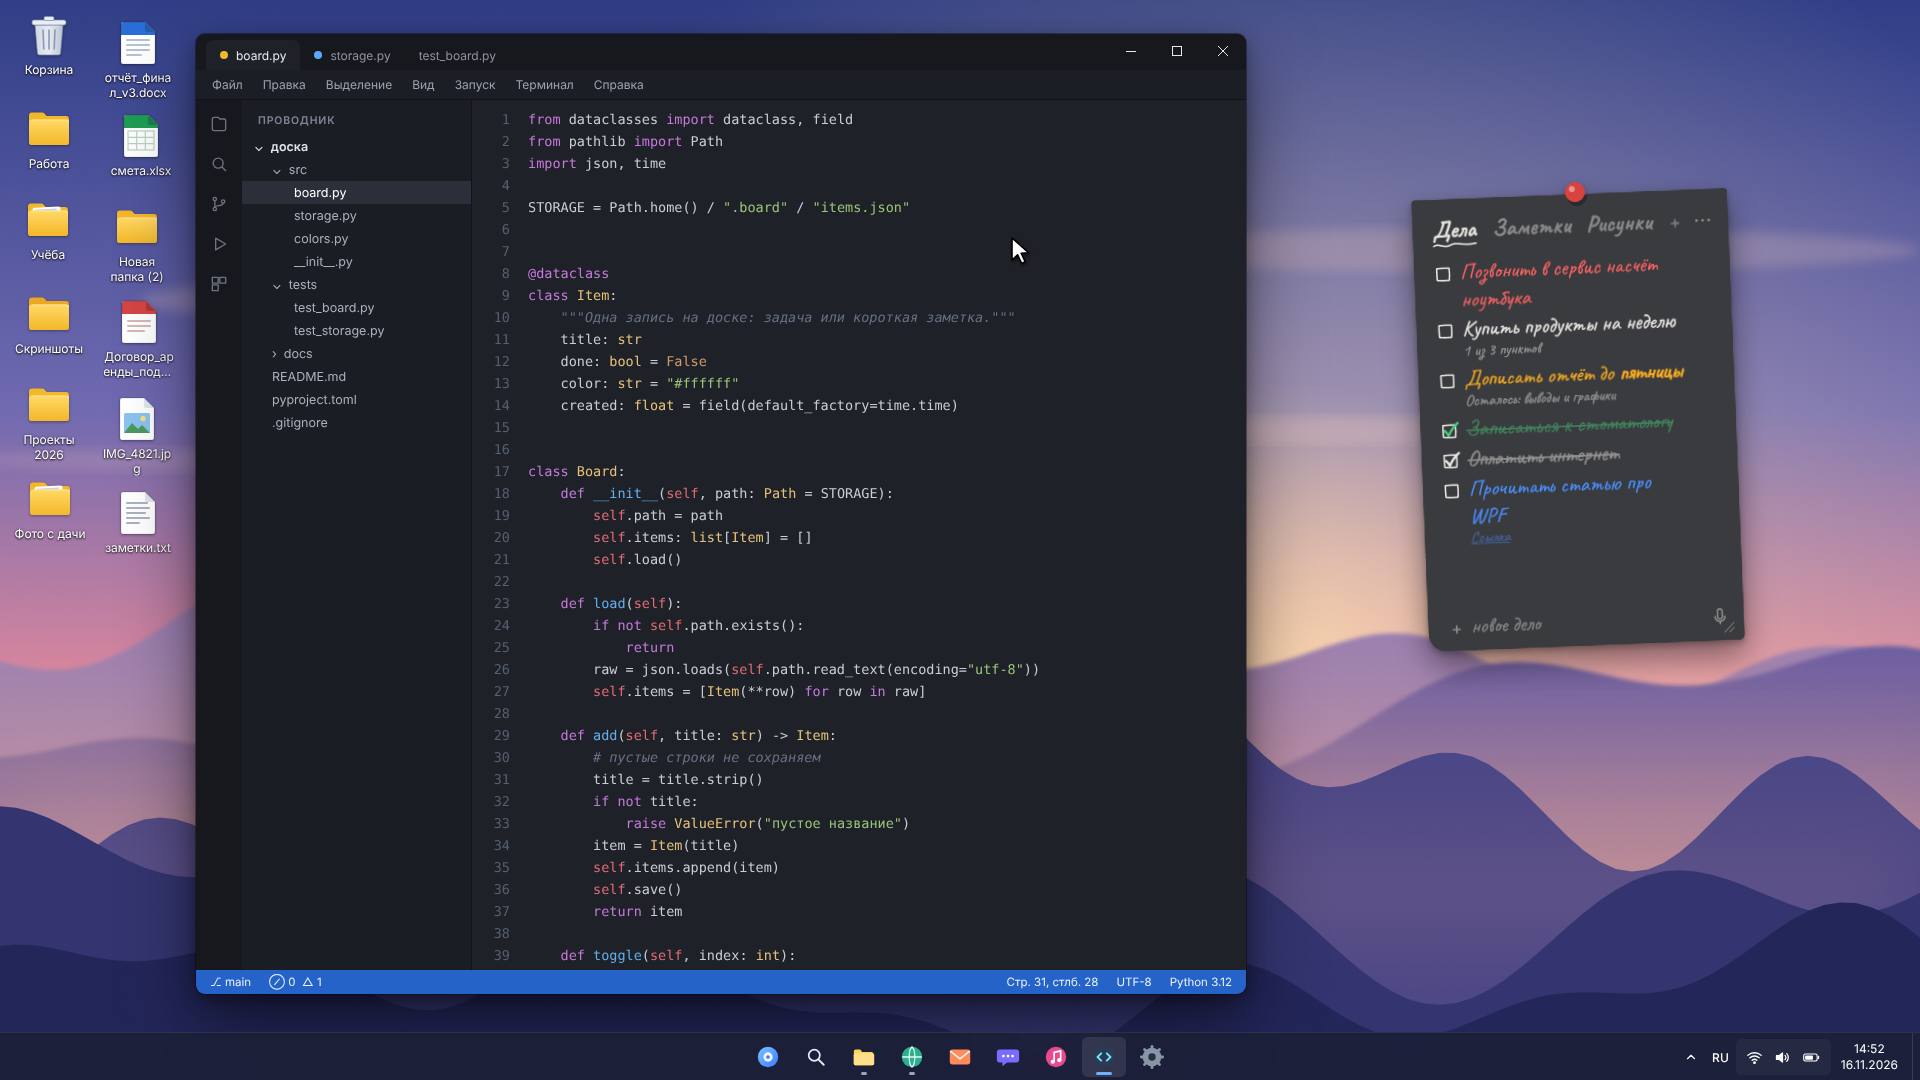 Корзина
отчёт_фина
л_v3.docx
Работа
смета.xlsx
Учёба
Новая
папка (2)
Скриншоты
Договор_ар
енды_под...
Проекты
2026
IMG_4821.jp
g
Фото с дачи
заметки.txt
board.py storage.py test_board.py
Файл Правка Выделение Вид Запуск Терминал Справка
ПРОВОДНИК
доска
src
board.py
storage.py
colors.py
__init__.py
tests
test_board.py
test_storage.py
docs
README.md
pyproject.toml
.gitignore
1 from dataclasses import dataclass, field
2 from pathlib import Path
3 import json, time
4
5 STORAGE = Path.home() / ".board" / "items.json"
6
7
8 @dataclass
9 class Item:
10 """Одна запись на доске: задача или короткая заметка."""
11 title: str
12 done: bool = False
13 color: str = "#ffffff"
14 created: float = field(default_factory=time.time)
15
16
17 class Board:
18 def __init__(self, path: Path = STORAGE):
19 self.path = path
20 self.items: list[Item] = []
21 self.load()
22
23 def load(self):
24 if not self.path.exists():
25 return
26 raw = json.loads(self.path.read_text(encoding="utf-8"))
27 self.items = [Item(**row) for row in raw]
28
29 def add(self, title: str) -> Item:
30 # пустые строки не сохраняем
31 title = title.strip()
32 if not title:
33 raise ValueError("пустое название")
34 item = Item(title)
35 self.items.append(item)
36 self.save()
37 return item
38
39 def toggle(self, index: int):
main 0 1 Стр. 31, стлб. 28 UTF-8 Python 3.12
Дела Заметки Рисунки + ...
Позвонить в сервис насчёт
ноутбука
Купить продукты на неделю
1 из 3 пунктов
Дописать отчёт до пятницы
Осталось: выводы и графики
Записаться к стоматологу
Оплатить интернет
Прочитать статью про
WPF
Ссылка
+ новое дело
RU
14:52
16.11.2026